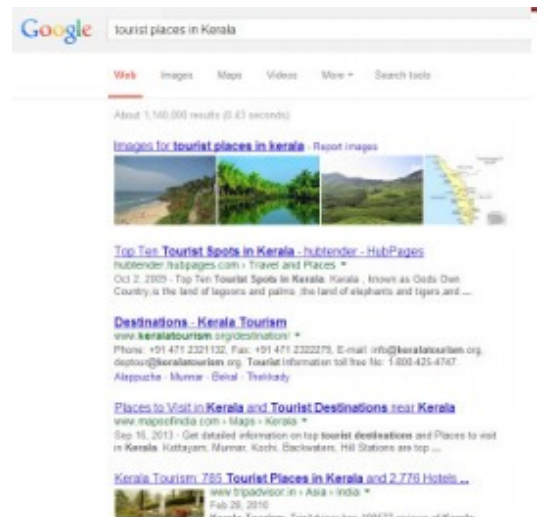 Google
tourist places in Kerala
Web Images Maps Videos More Search tools
About 1,140,000 results (0.43 seconds)
Images for tourist places in kerala - Report images
Top Ten Tourist Spots in Kerala - hubtender - HubPages
hubtender.hubpages.com › Travel and Places
Oct 2, 2009 - Top Ten Tourist Spots in Kerala. Kerala , known as Gods Own
Country,is the land of lagoons and palms ,the land of elephants and tigers and ...
Destinations - Kerala Tourism
www.keralatourism.org/destination/
Phone: +91 471 2321132, Fax: +91 471 2322279, E-mail: info@keralatourism.org,
deptour@keralatourism.org. Tourist Information toll free No: 1-800-425-4747.
Alappuzha - Munnar - Bekal - Thekkady
Places to Visit in Kerala and Tourist Destinations near Kerala
www.mapsofindia.com › Maps › Kerala
Sep 16, 2013 - Get detailed information on top tourist destinations and Places to visit
in Kerala. Kottayam, Munnar, Kochi, Backwaters, Hill Stations are top ...
Kerala Tourism: 785 Tourist Places in Kerala and 2,776 Hotels ...
www.tripadvisor.in › Asia › India
Feb 28, 2010